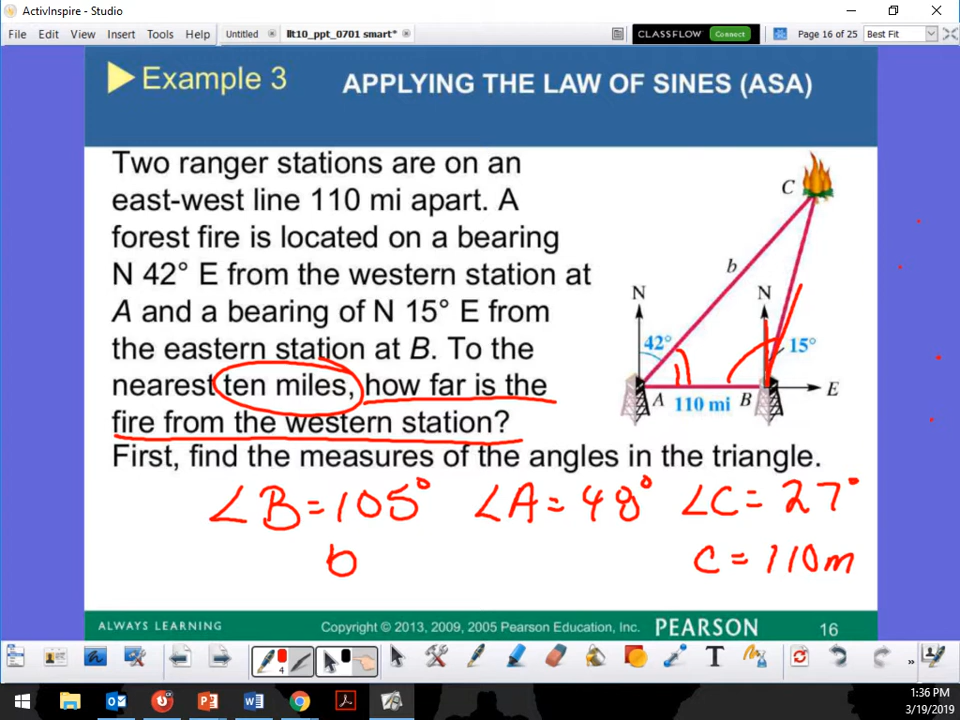 ActivInspire - Studio
File Edit View Insert Tools Help Untitled llt10_ppt_0701 smart* CLASSFLOW Connect Page 16 of 25 Best Fit
Example 3 APPLYING THE LAW OF SINES (ASA)
Two ranger stations are on an
east-west line 110 mi apart. A
forest fire is located on a bearing
N 42° E from the western station at
A and a bearing of N 15° E from
the eastern station at B. To the
nearest ten miles, how far is the
fire from the western station?
First, find the measures of the angles in the triangle.
C
b
N N
42° 15°
E
A 110 mi B
∠B = 105° ∠A = 48° ∠C = 27°
b c = 110m
ALWAYS LEARNING Copyright © 2013, 2009, 2005 Pearson Education, Inc. PEARSON 16
4 T »
1:36 PM
3/19/2019